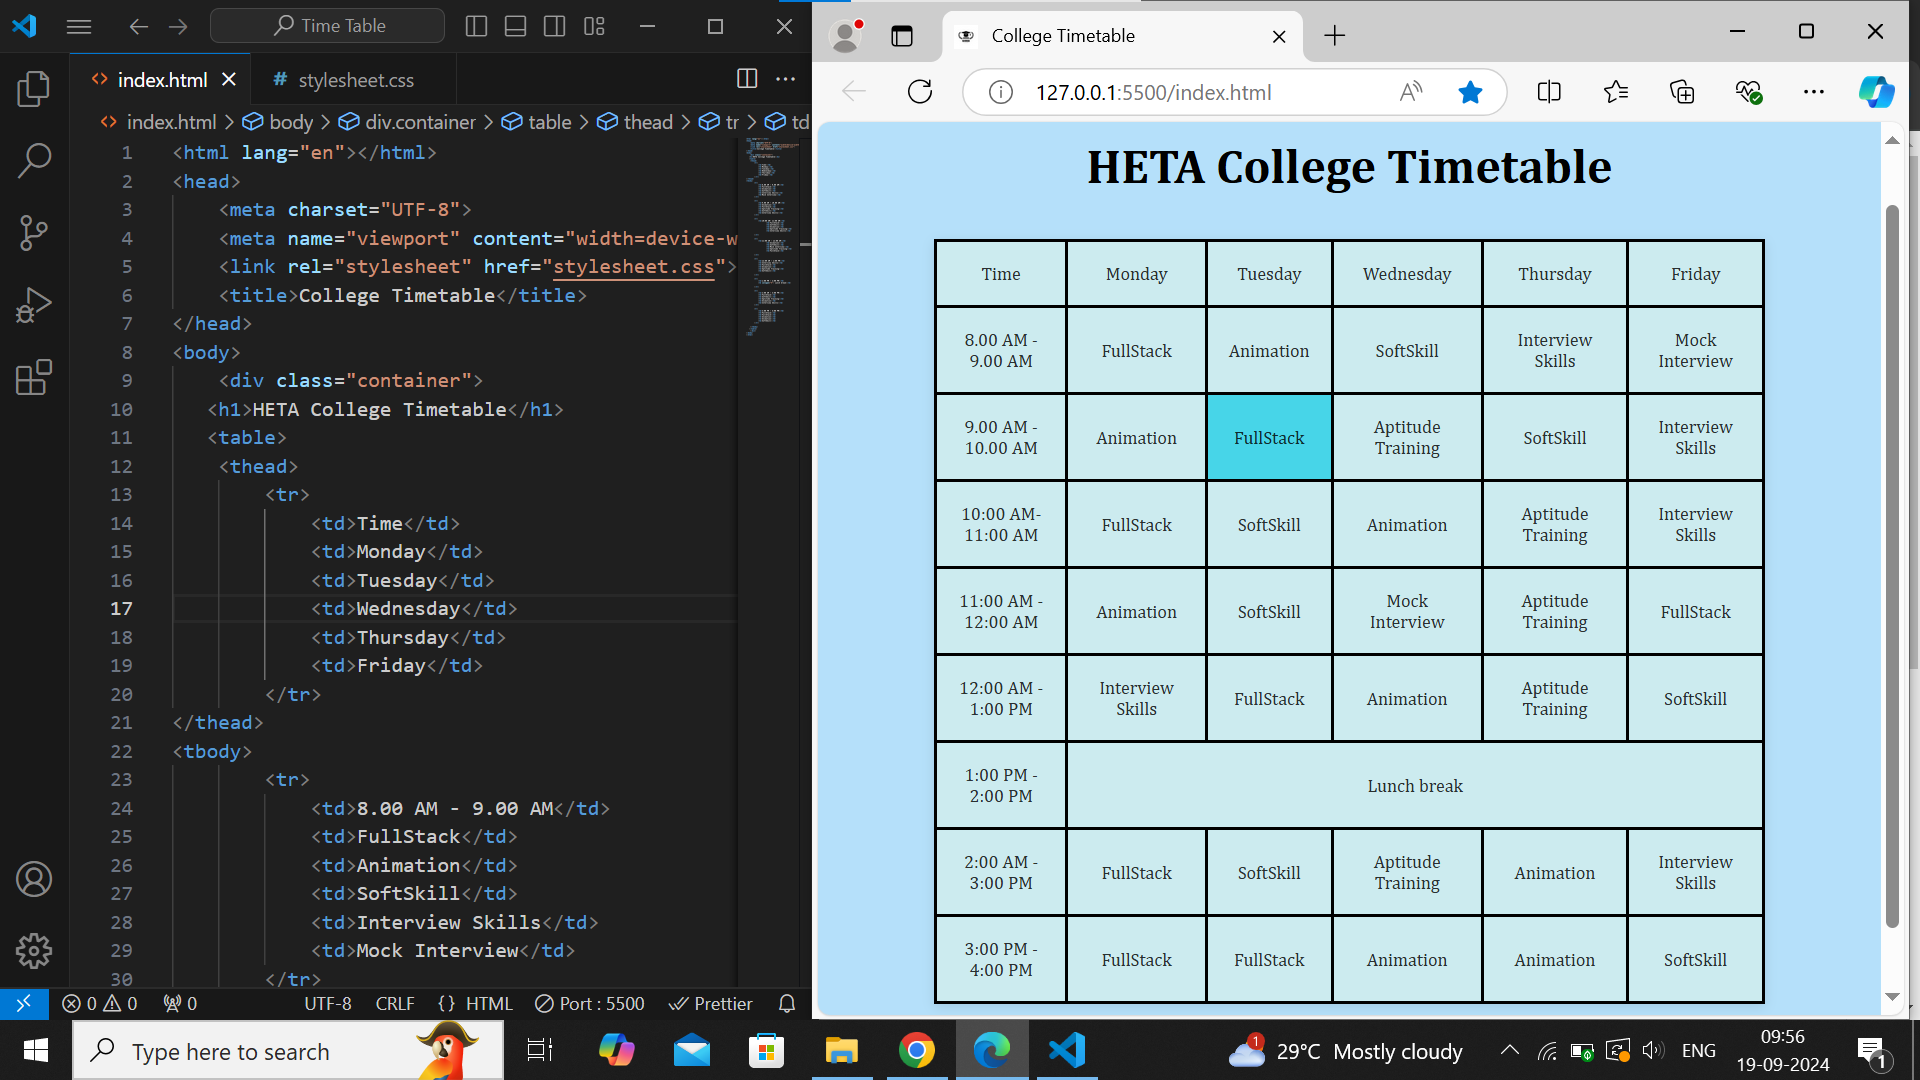 Time Table
index.html
# stylesheet.css
index.html > body > div.container > table > thead > tr > td
1 <html lang="en"></html>
2 <head>
3 <meta charset="UTF-8">
4 <meta name="viewport" content="width=device-w
5 <link rel="stylesheet" href="stylesheet.css">
6 <title>College Timetable</title>
7 </head>
8 <body>
9 <div class="container">
10 <h1>HETA College Timetable</h1>
11 <table>
12 <thead>
13 <tr>
14 <td>Time</td>
15 <td>Monday</td>
16 <td>Tuesday</td>
17 <td>Wednesday</td>
18 <td>Thursday</td>
19 <td>Friday</td>
20 </tr>
21 </thead>
22 <tbody>
23 <tr>
24 <td>8.00 AM - 9.00 AM</td>
25 <td>FullStack</td>
26 <td>Animation</td>
27 <td>SoftSkill</td>
28 <td>Interview Skills</td>
29 <td>Mock Interview</td>
30 </tr>
0 0 0 UTF-8 CRLF {} HTML Port : 5500 Prettier
College Timetable
127.0.0.1:5500/index.html
HETA College Timetable
Time Monday Tuesday Wednesday Thursday Friday
8.00 AM - 9.00 AM FullStack Animation SoftSkill Interview Skills Mock Interview
9.00 AM - 10.00 AM Animation FullStack Aptitude Training SoftSkill Interview Skills
10:00 AM- 11:00 AM FullStack SoftSkill Animation Aptitude Training Interview Skills
11:00 AM - 12:00 AM Animation SoftSkill Mock Interview Aptitude Training FullStack
12:00 AM - 1:00 PM Interview Skills FullStack Animation Aptitude Training SoftSkill
1:00 PM - 2:00 PM Lunch break
2:00 AM - 3:00 PM FullStack SoftSkill Aptitude Training Animation Interview Skills
3:00 PM - 4:00 PM FullStack FullStack Animation Animation SoftSkill
Type here to search
1
29°C Mostly cloudy
ENG
09:56
19-09-2024
1